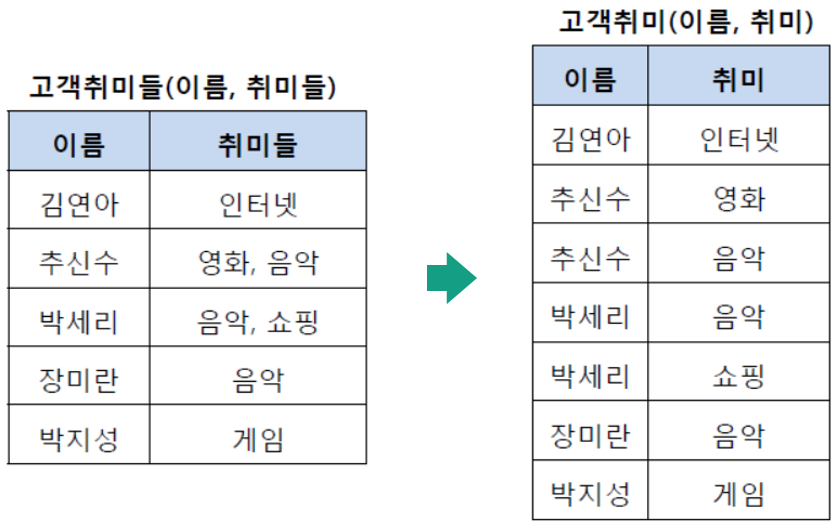 고객취미들(이름, 취미들)
이름 취미들
김연아 인터넷
추신수 영화, 음악
박세리 음악, 쇼핑
장미란 음악
박지성 게임
고객취미(이름, 취미)
이름 취미
김연아 인터넷
추신수 영화
추신수 음악
박세리 음악
박세리 쇼핑
장미란 음악
박지성 게임